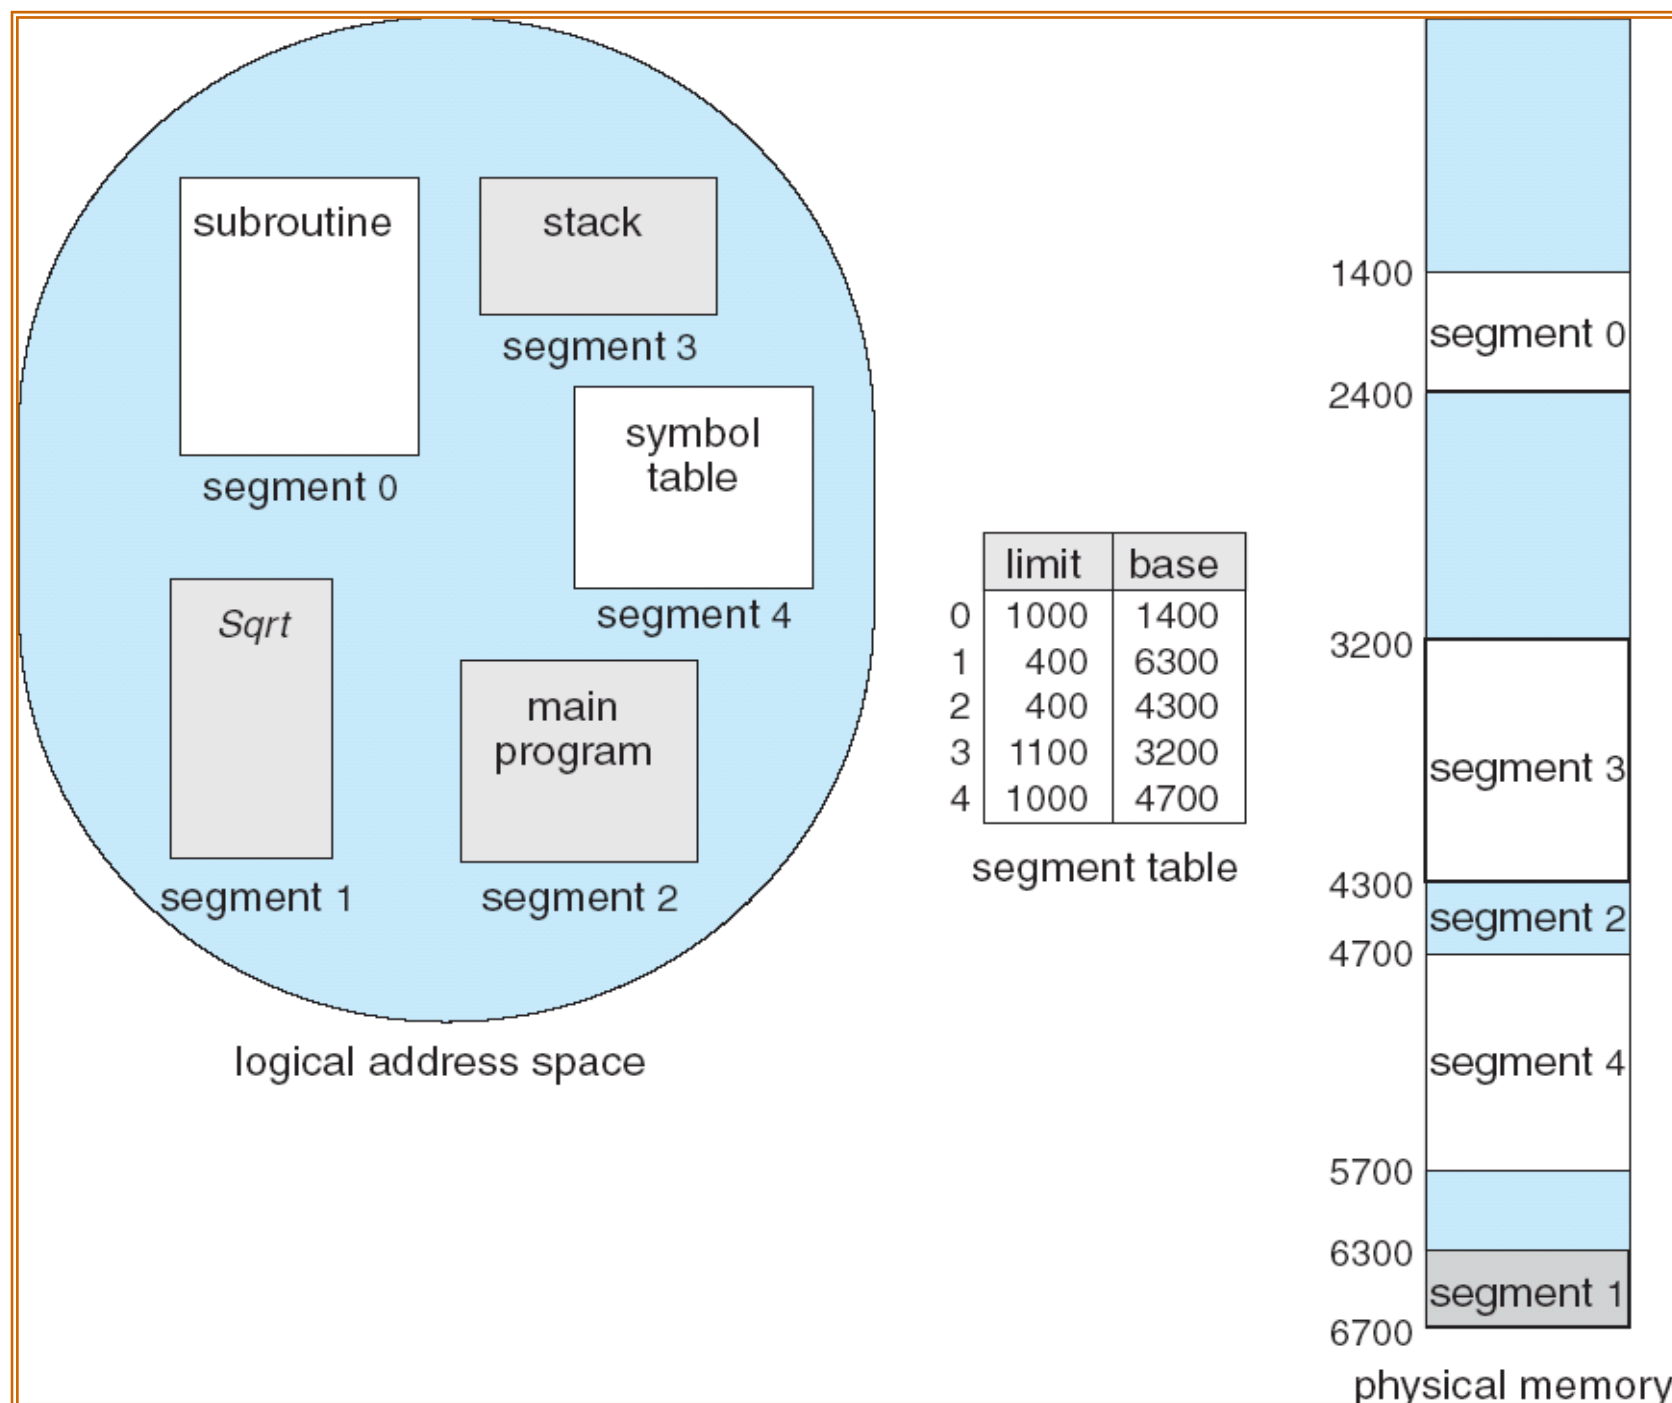 subroutine
segment 0
stack
segment 3
symbol
table
segment 4
Sqrt
segment 1
main
program
segment 2
logical address space
limit base
0 1000 1400
1 400 6300
2 400 4300
3 1100 3200
4 1000 4700
segment table
1400
segment 0
2400
3200
segment 3
4300
segment 2
4700
segment 4
5700
6300
segment 1
6700
physical memory